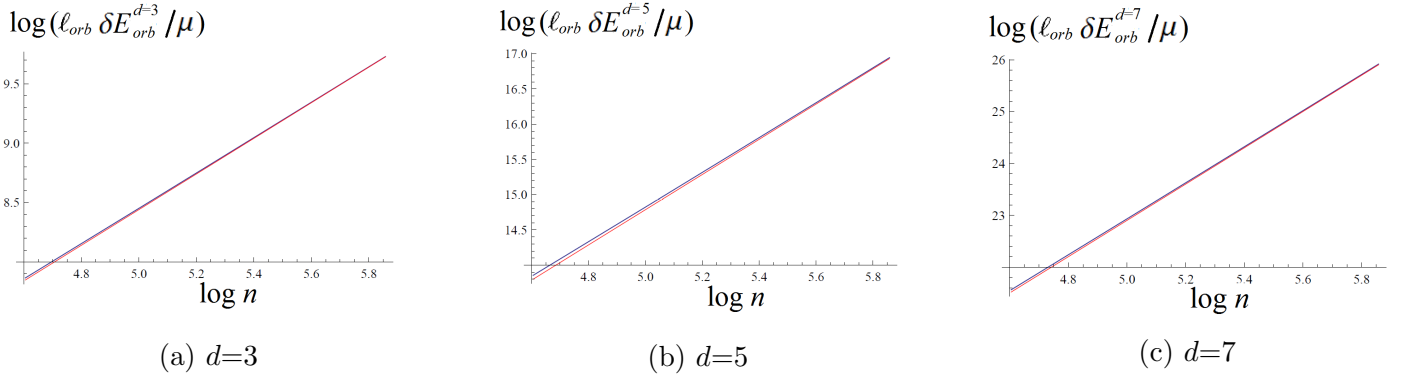 log(ℓ_orb δE_orb^{d=3}/μ)
9.5
9.0
8.5
4.8 5.0 5.2 5.4 5.6 5.8
log n
(a) d=3
log(ℓ_orb δE_orb^{d=5}/μ)
17.0
16.5
16.0
15.5
15.0
14.5
4.8 5.0 5.2 5.4 5.6 5.8
log n
(b) d=5
log(ℓ_orb δE_orb^{d=7}/μ)
26
25
24
23
4.8 5.0 5.2 5.4 5.6 5.8
log n
(c) d=7